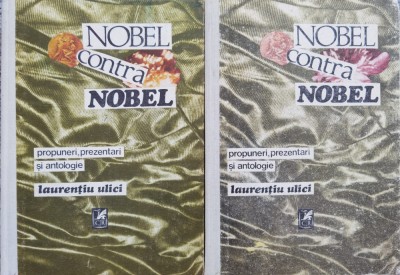 NOBEL
contra
NOBEL
propuneri, prezentari
și antologie
laurențiu ulici
NOBEL
contra
NOBEL
propuneri, prezentari
și antologie
laurențiu ulici